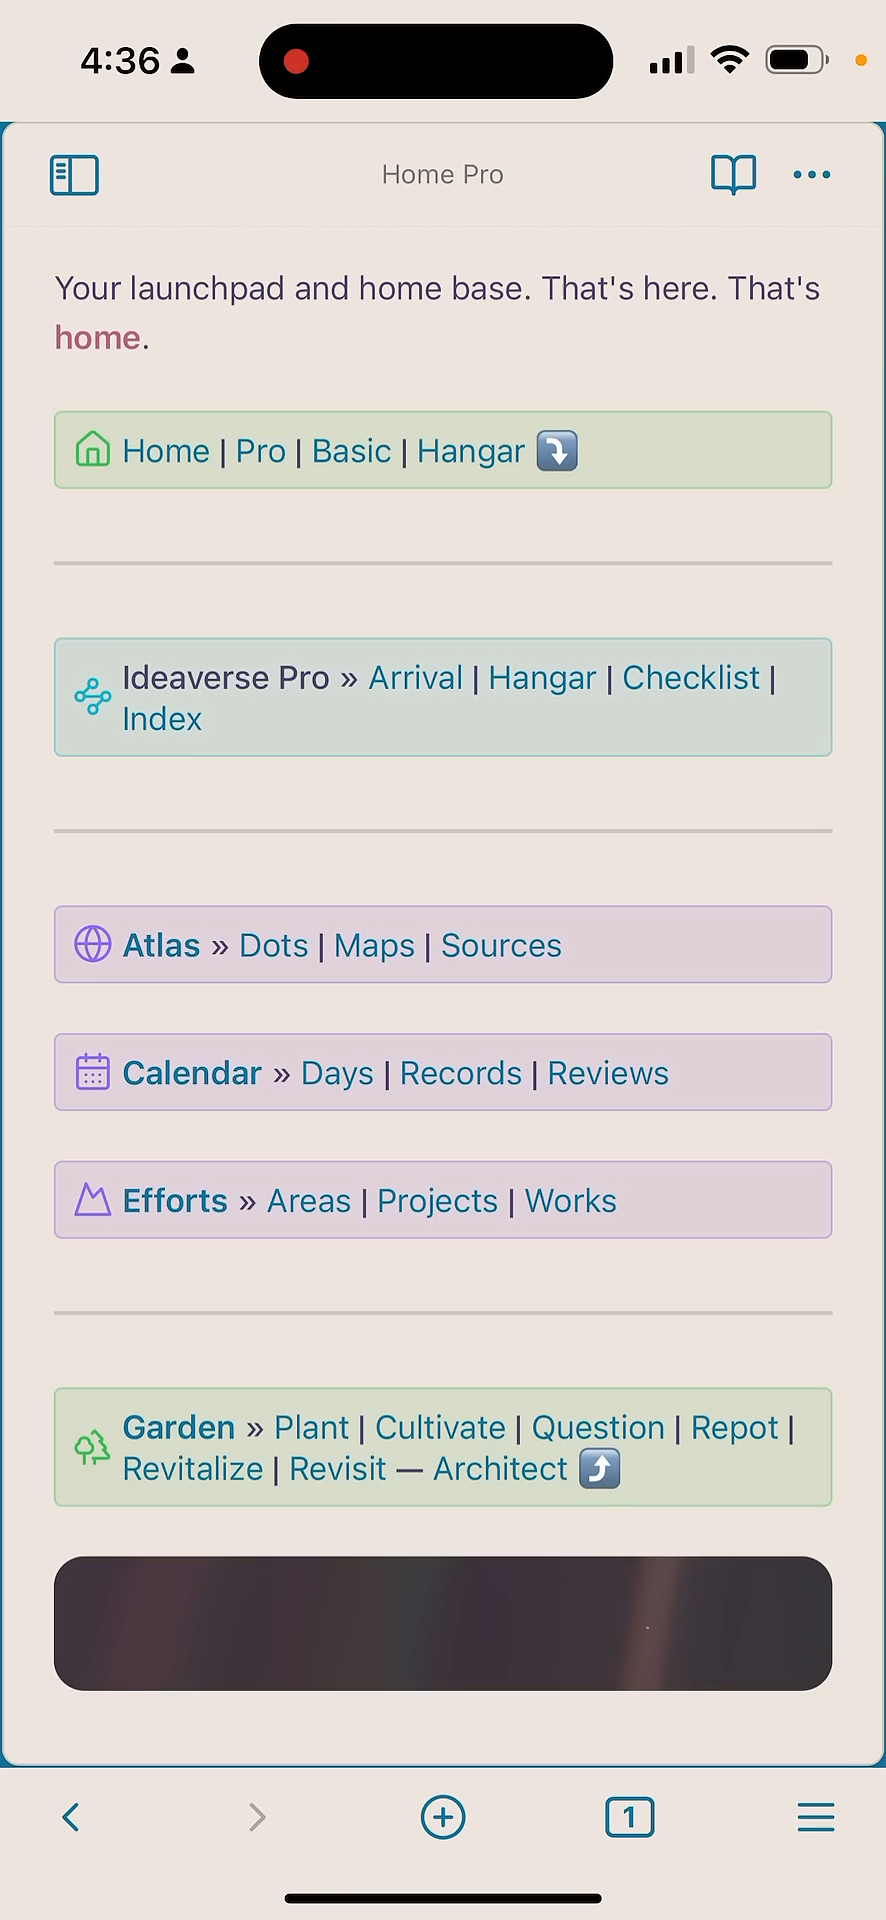 4:36
Home Pro
Your launchpad and home base. That's here. That's
home.
Home | Pro | Basic | Hangar ⤵️
Ideaverse Pro » Arrival | Hangar | Checklist |
Index
Atlas » Dots | Maps | Sources
Calendar » Days | Records | Reviews
Efforts » Areas | Projects | Works
Garden » Plant | Cultivate | Question | Repot |
Revitalize | Revisit — Architect ⤴️
1